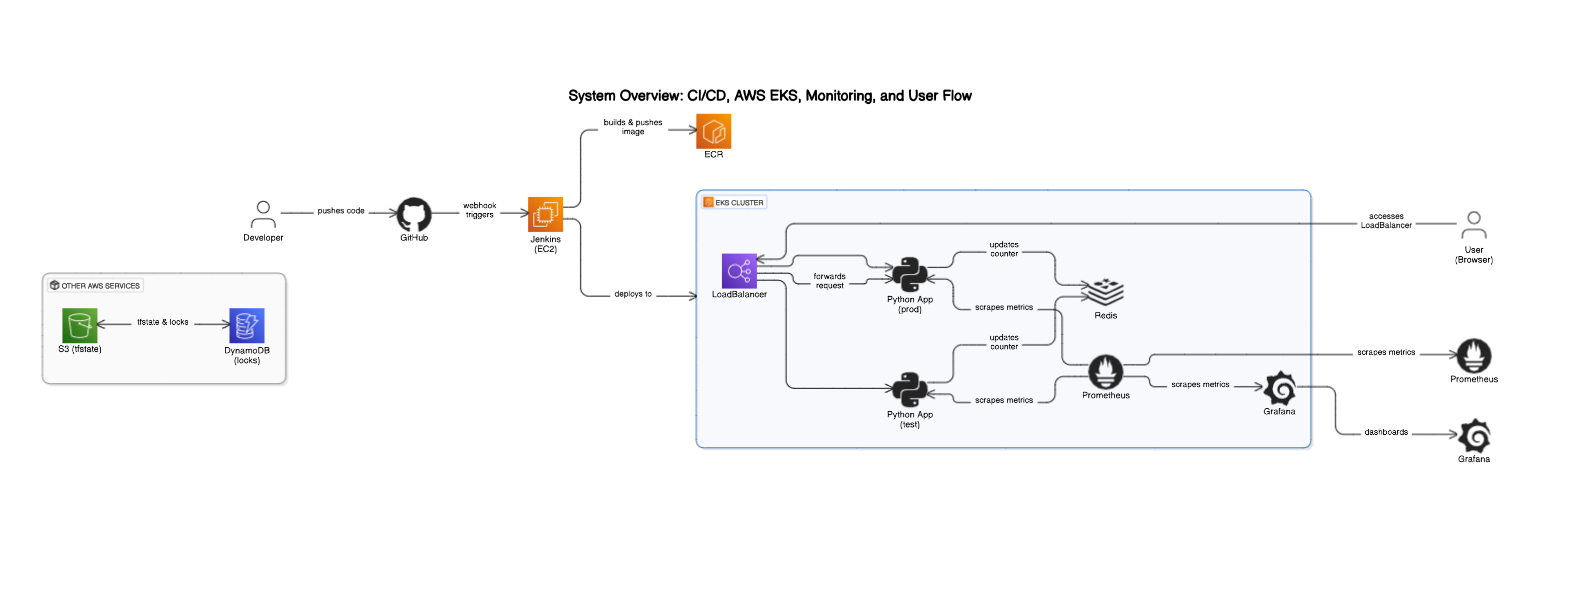 System Overview: CI/CD, AWS EKS, Monitoring, and User Flow
builds & pushes
image
ECR
pushes code
webhook
triggers
Developer
GitHub
Jenkins
(EC2)
deploys to
OTHER AWS SERVICES
tfstate & locks
S3 (tfstate)
DynamoDB
(locks)
EKS CLUSTER
accesses
LoadBalancer
User
(Browser)
LoadBalancer
forwards
request
updates
counter
Python App
(prod)
scrapes metrics
Redis
updates
counter
Python App
(test)
scrapes metrics
Prometheus
scrapes metrics
Grafana
scrapes metrics
Prometheus
dashboards
Grafana